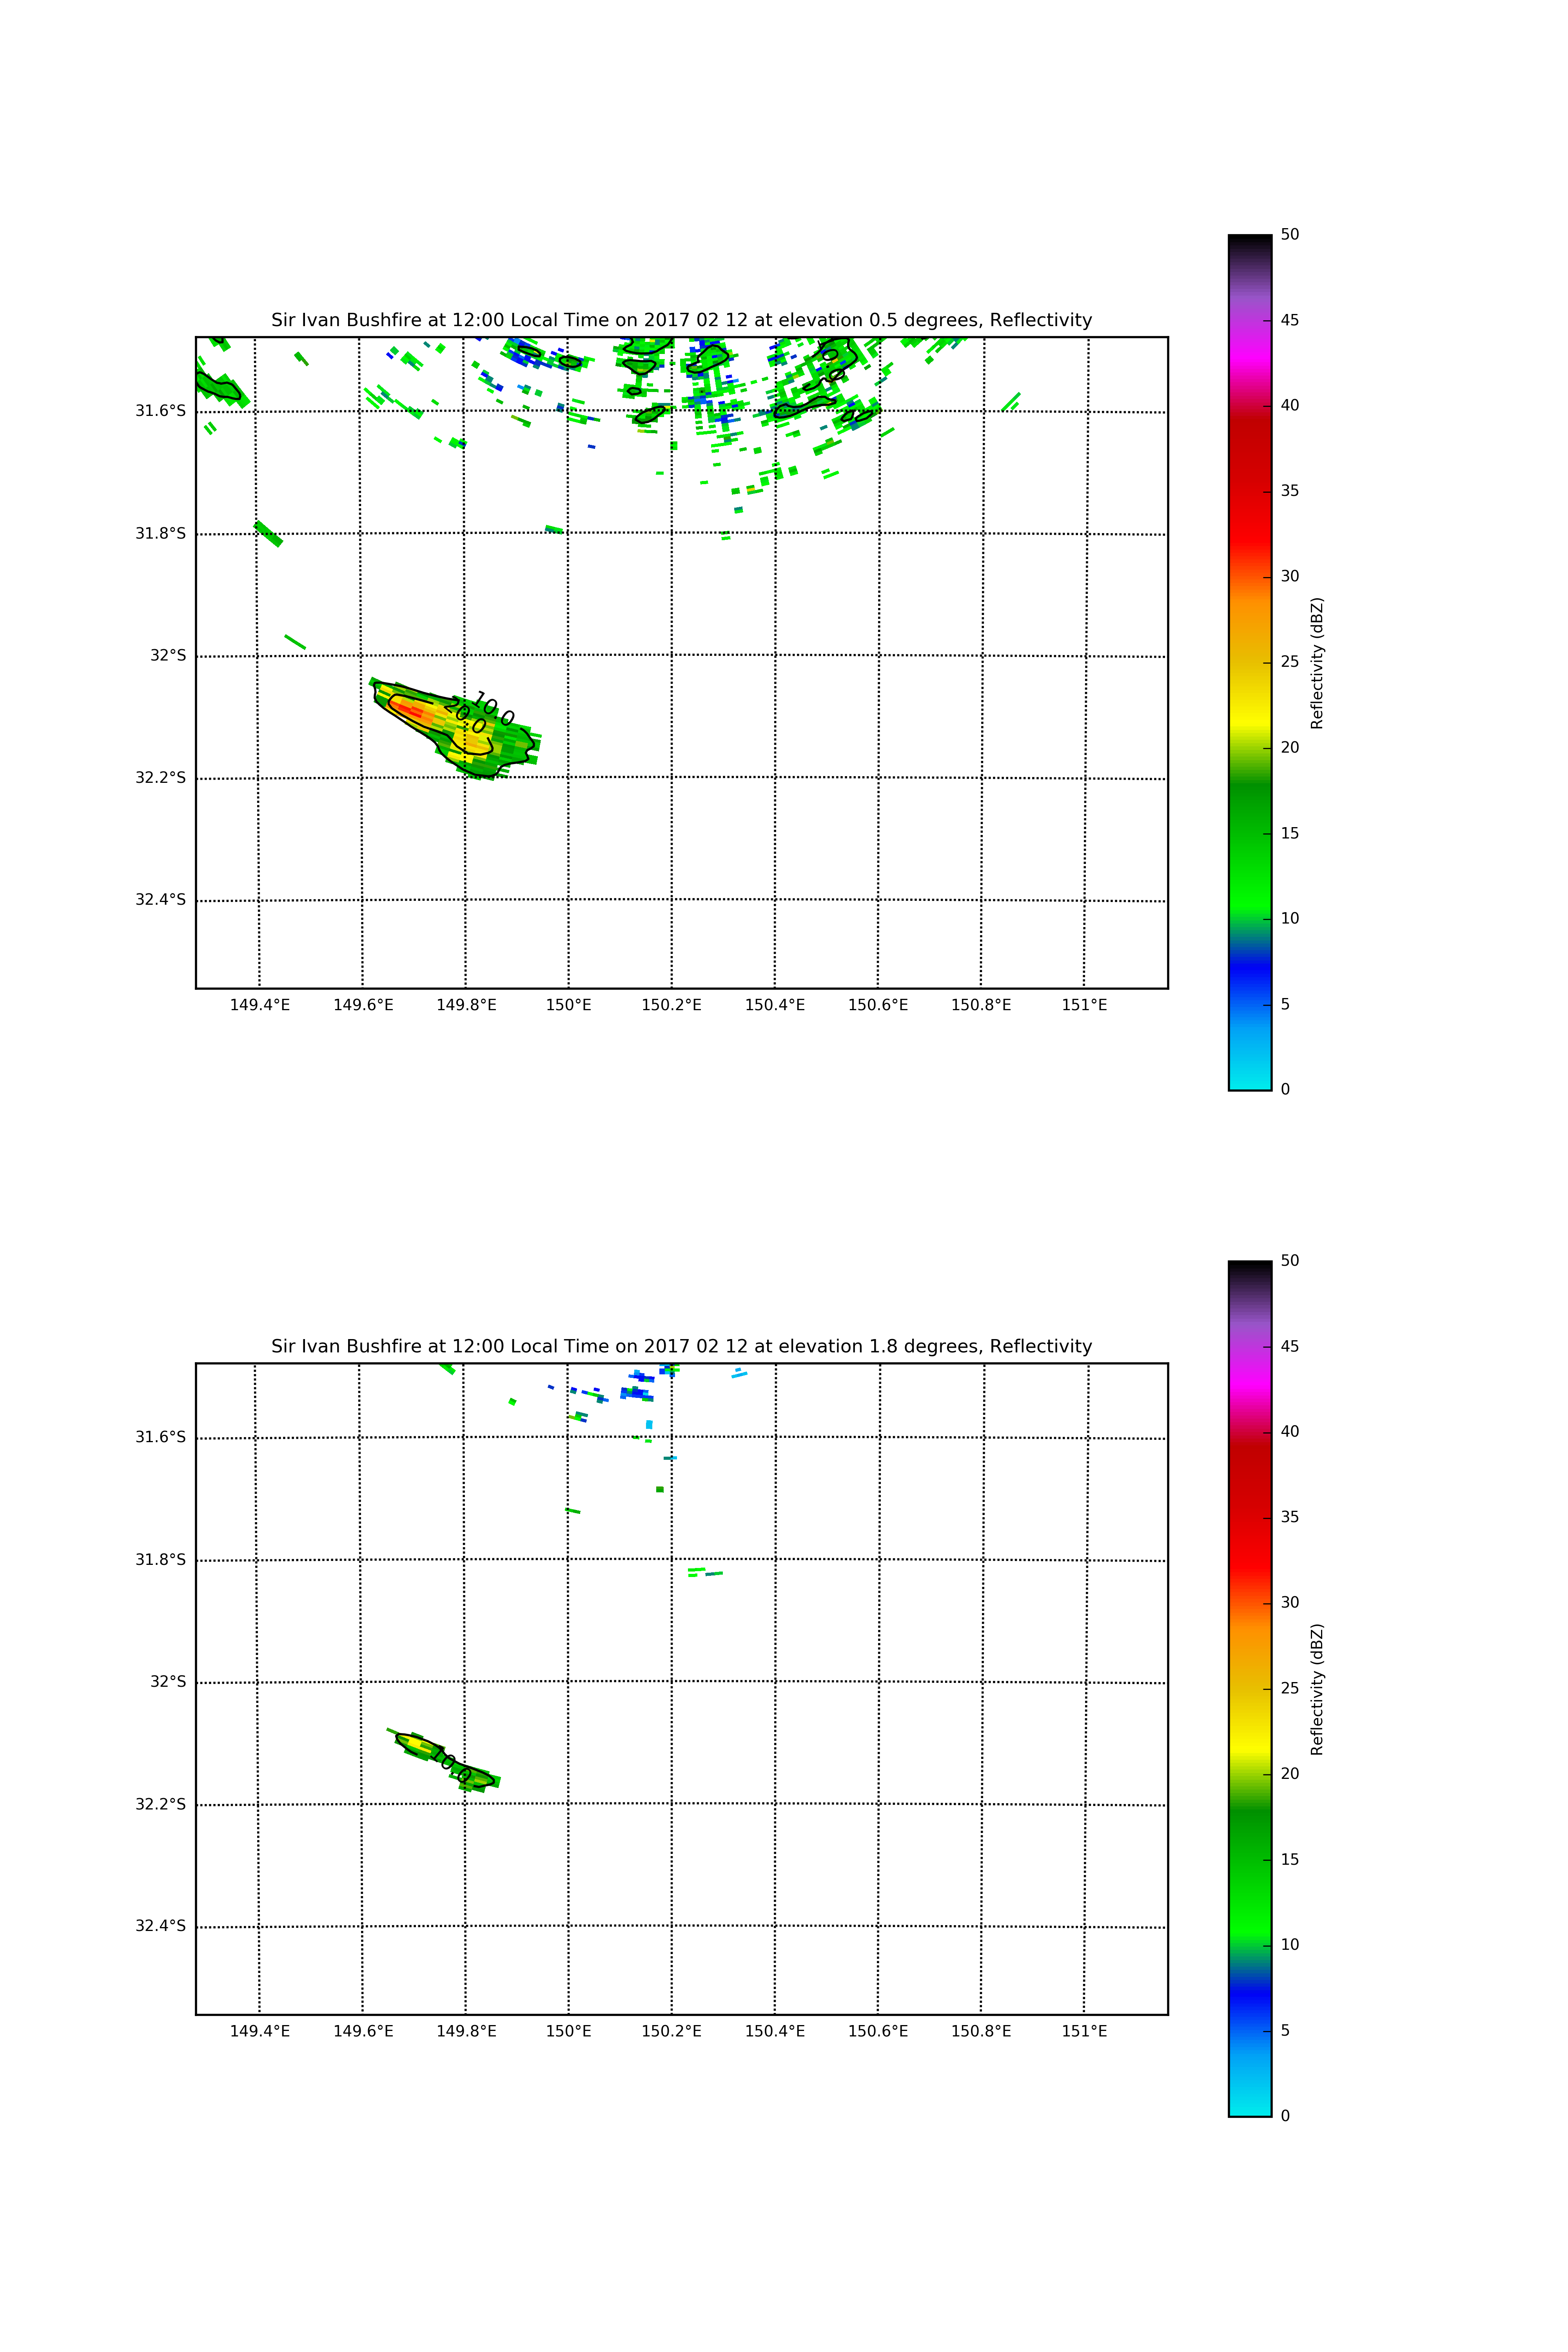 Sir Ivan Bushfire at 12:00 Local Time on 2017 02 12 at elevation 0.5 degrees, Reflectivity
31.6°S
31.8°S
32°S
32.2°S
32.4°S
149.4°E 149.6°E 149.8°E 150°E 150.2°E 150.4°E 150.6°E 150.8°E 151°E
10.0
20.0
50
45
40
35
30
25
20
15
10
5
0
Reflectivity (dBZ)
Sir Ivan Bushfire at 12:00 Local Time on 2017 02 12 at elevation 1.8 degrees, Reflectivity
31.6°S
31.8°S
32°S
32.2°S
32.4°S
149.4°E 149.6°E 149.8°E 150°E 150.2°E 150.4°E 150.6°E 150.8°E 151°E
10.0
50
45
40
35
30
25
20
15
10
5
0
Reflectivity (dBZ)